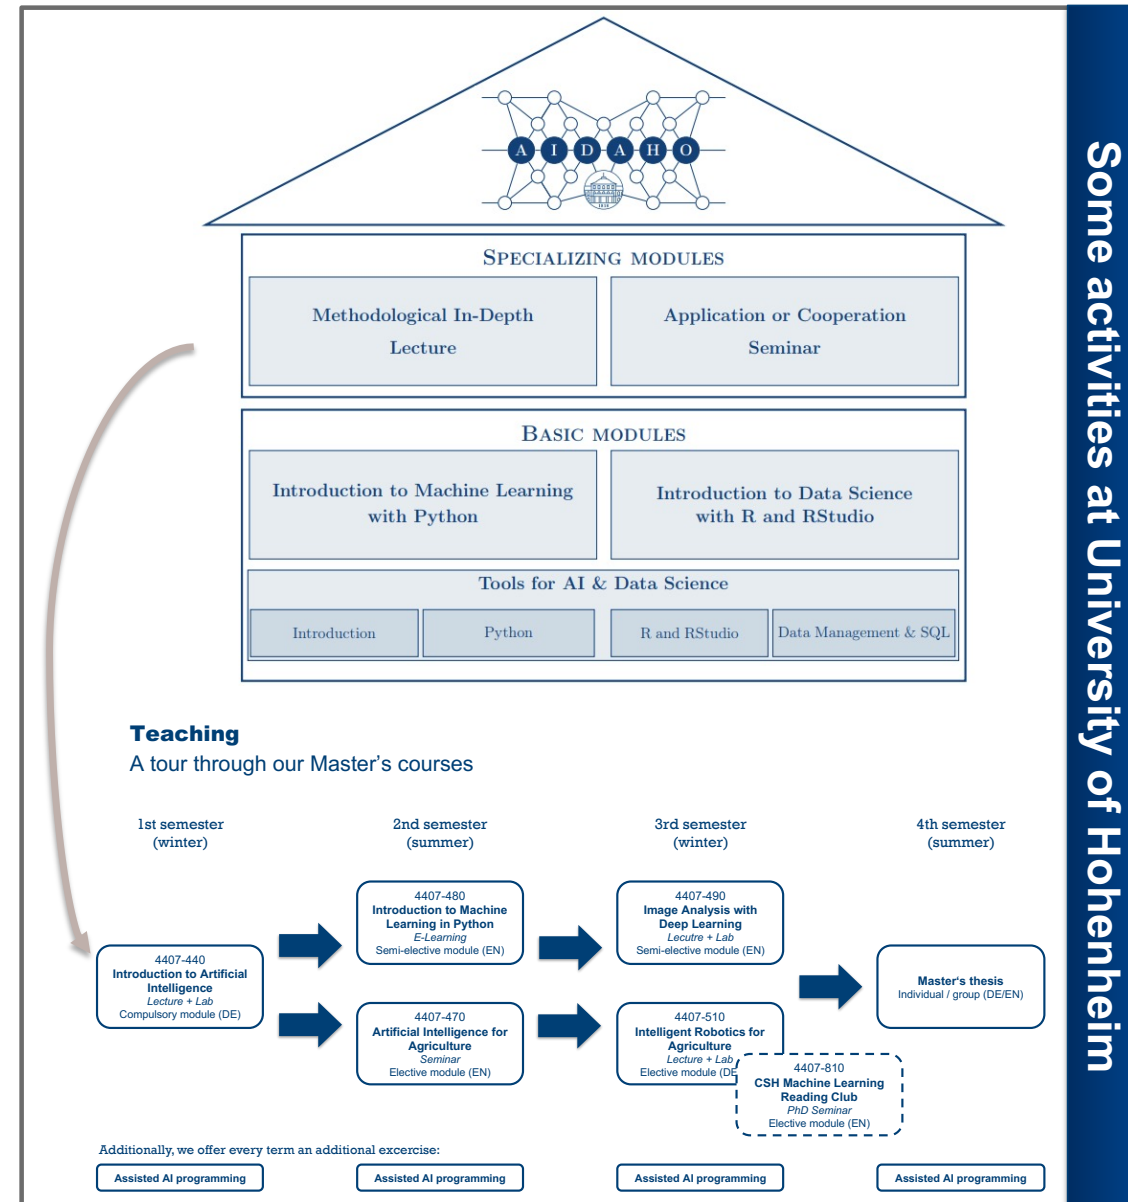 Some activities at University of Hohenheim
A I D A H O
SPECIALIZING MODULES
Methodological In-Depth
Lecture
Application or Cooperation
Seminar
BASIC MODULES
Introduction to Machine Learning
with Python
Introduction to Data Science
with R and RStudio
Tools for AI & Data Science
Introduction
Python
R and RStudio
Data Management & SQL
Teaching
A tour through our Master's courses
1st semester
(winter)
2nd semester
(summer)
3rd semester
(winter)
4th semester
(summer)
4407-440
Introduction to Artificial
Intelligence
Lecture + Lab
Compulsory module (DE)
4407-480
Introduction to Machine
Learning in Python
E-Learning
Semi-elective module (EN)
4407-470
Artificial Intelligence for
Agriculture
Seminar
Elective module (EN)
4407-490
Image Analysis with
Deep Learning
Lecutre + Lab
Semi-elective module (EN)
4407-510
Intelligent Robotics for
Agriculture
Lecture + Lab
Elective module (DE
4407-810
CSH Machine Learning
Reading Club
PhD Seminar
Elective module (EN)
Master's thesis
Individual / group (DE/EN)
Additionally, we offer every term an additional excercise:
Assisted AI programming
Assisted AI programming
Assisted AI programming
Assisted AI programming